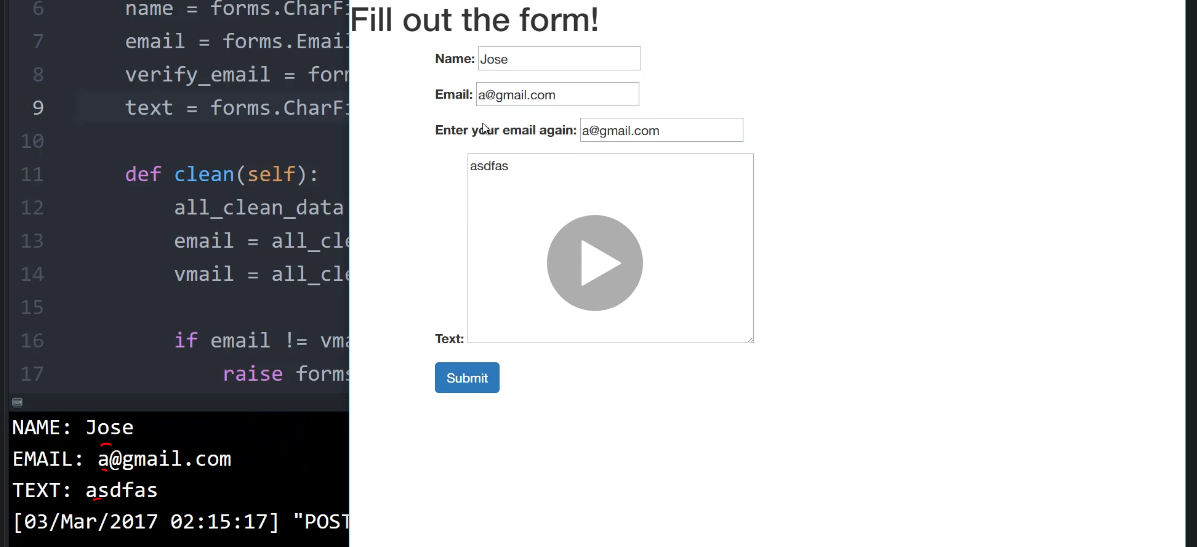 6 name = forms.CharFi
7 email = forms.Email
8 verify_email = form
9 text = forms.CharFi
10
11 def clean(self):
12 all_clean_data
13 email = all_cle
14 vmail = all_cle
15
16 if email != vma
17 raise forms
NAME: Jose
EMAIL: a@gmail.com
TEXT: asdfas
[03/Mar/2017 02:15:17] "POST
Fill out the form!
Name: Jose
Email: a@gmail.com
Enter your email again: a@gmail.com
asdfas
Text:
Submit